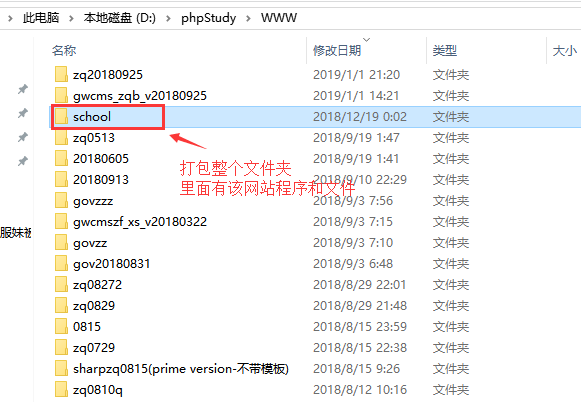 此电脑 > 本地磁盘 (D:) > phpStudy > WWW
名称 修改日期 类型 大小
zq20180925 2019/1/1 21:20 文件夹
gwcms_zqb_v20180925 2019/1/1 14:21 文件夹
school 2018/12/19 0:02 文件夹
zq0513 2018/9/19 1:47 文件夹
20180605 2018/9/19 1:41 文件夹
20180913 2018/9/10 22:29 文件夹
打包整个文件夹
里面有该网站程序和文件
govzzz 2018/9/3 7:56 文件夹
gwcmszf_xs_v20180322 2018/9/3 7:15 文件夹
服妹被
govzz 2018/9/3 7:10 文件夹
gov20180831 2018/9/3 6:48 文件夹
zq08272 2018/8/29 22:01 文件夹
zq0829 2018/8/29 21:48 文件夹
0815 2018/8/15 23:59 文件夹
zq0729 2018/8/15 22:38 文件夹
sharpzq0815(prime version-不带模板) 2018/8/15 9:26 文件夹
zq0810q 2018/8/12 10:16 文件夹